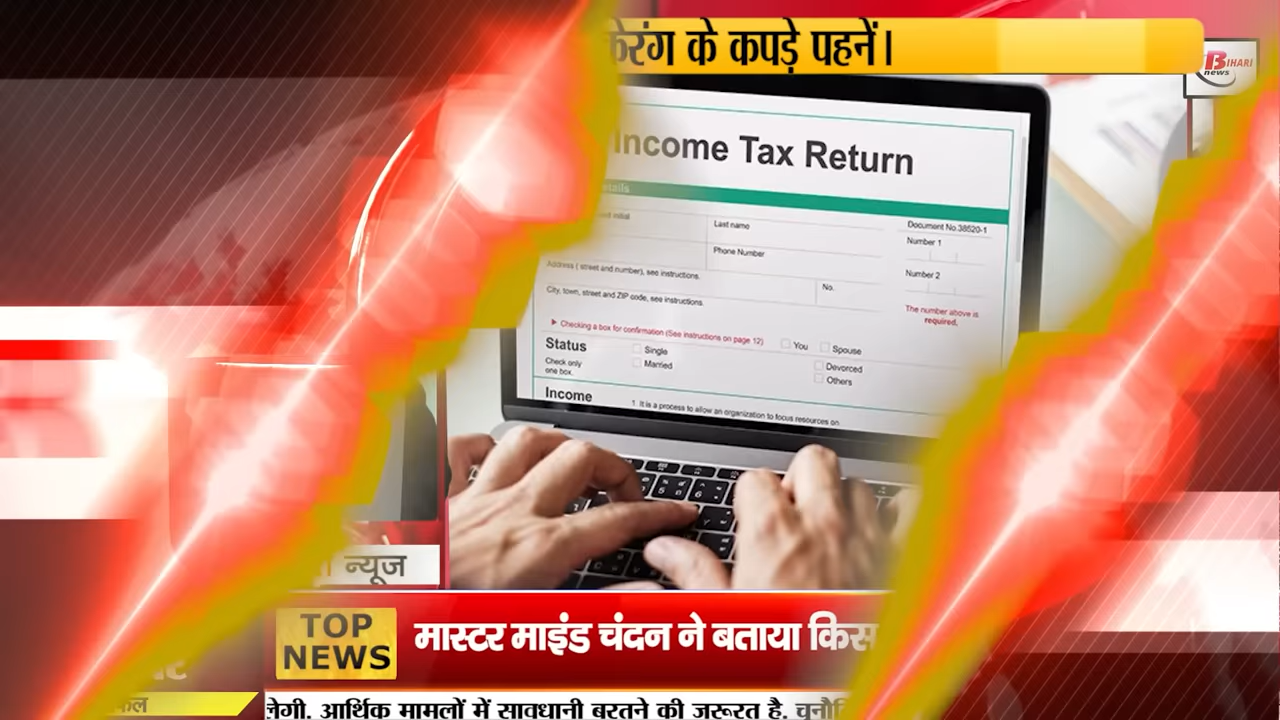 के कपड़े पहनें।
BIHARI
news
Income Tax Return
Last name
Document No.38520-1
Phone Number
Number 1
Address ( street and number), see instructions.
No.
Number 2
City, town, street and ZIP code, see instructions.
The number above is
required.
Checking a box for confirmation (See instructions on page 12)
You
Spouse
Status
Single
Devorced
Check only
one box.
Married
Others
Income
1 It is a process to allow an organization to focus resources on
न्यूज
TOP
NEWS
मास्टर माइंड चंदन ने बताया किस
आर्थिक मामलों में सावधानी बरतने की जरूरत है.